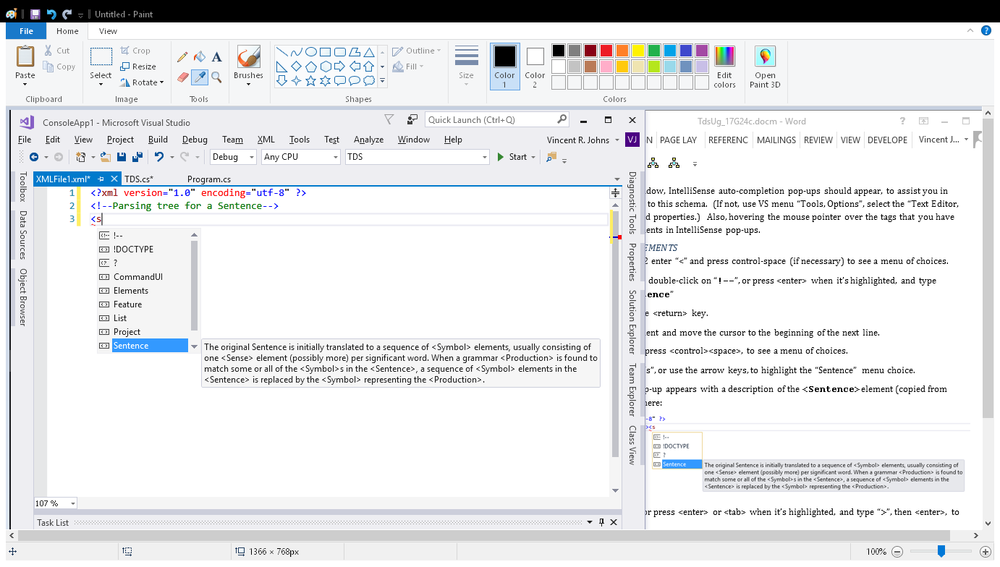 Untitled - Paint
File Home View
Cut
Copy
Paste
Clipboard
Crop
Resize
Rotate
Select
Image
Tools
Brushes
Shapes
Outline
Fill
Size
Color 1
Color 2
Colors
Edit colors
Open Paint 3D
ConsoleApp1 - Microsoft Visual Studio
Quick Launch (Ctrl+Q)
File Edit View Project Build Debug Team XML Tools Test Analyze Window Help
Vincent R. Johns VJ
Debug Any CPU TDS Start
Toolbox
Data Sources
Object Browser
XMLFile1.xml* TDS.cs* Program.cs
1 <?xml version="1.0" encoding="utf-8" ?>
2 <!--Parsing tree for a Sentence-->
3 <s
!--
!DOCTYPE
?
CommandUI
Elements
Feature
List
Project
Sentence
The original Sentence is initially translated to a sequence of <Symbol> elements, usually consisting of
one <Sense> element (possibly more) per significant word. When a grammar <Production> is found to
match some or all of the <Symbol>s in the <Sentence>, a sequence of <Symbol> elements in the
<Sentence> is replaced by the <Symbol> representing the <Production>.
107 %
Task List
Diagnostic Tools
Properties
Solution Explorer
Team Explorer
Class View
TdsUg_17G24c.docm - Word
N PAGE LAY REFERENC MAILINGS REVIEW VIEW DEVELOPE Vincent J...
dow, IntelliSense auto-completion pop-ups should appear, to assist you in
to this schema. (If not, use VS menu “Tools, Options”, select the “Text Editor,
d properties.) Also, hovering the mouse pointer over the tags that you have
ents in IntelliSense pop-ups.
EMENTS
2 enter “<” and press control-space (if necessary) to see a menu of choices.
double-click on “!--”, or press <enter> when it’s highlighted, and type
ence”
e <return> key.
ent and move the cursor to the beginning of the next line.
press <control><space>, to see a menu of choices.
s”, or use the arrow keys, to highlight the “Sentence” menu choice.
p-up appears with a description of the <Sentence> element (copied from
here:
-8" ?>
><s
!--
!DOCTYPE
?
Sentence
The original Sentence is initially translated to a sequence of <Symbol> elements, usually consisting of
one <Sense> element (possibly more) per significant word. When a grammar <Production> is found to
match some or all of the <Symbol>s in the <Sentence>, a sequence of <Symbol> elements in the
<Sentence> is replaced by the <Symbol> representing the <Production>.
or press <enter> or <tab> when it’s highlighted, and type “>”, then <enter>, to
1366 × 768px
100%